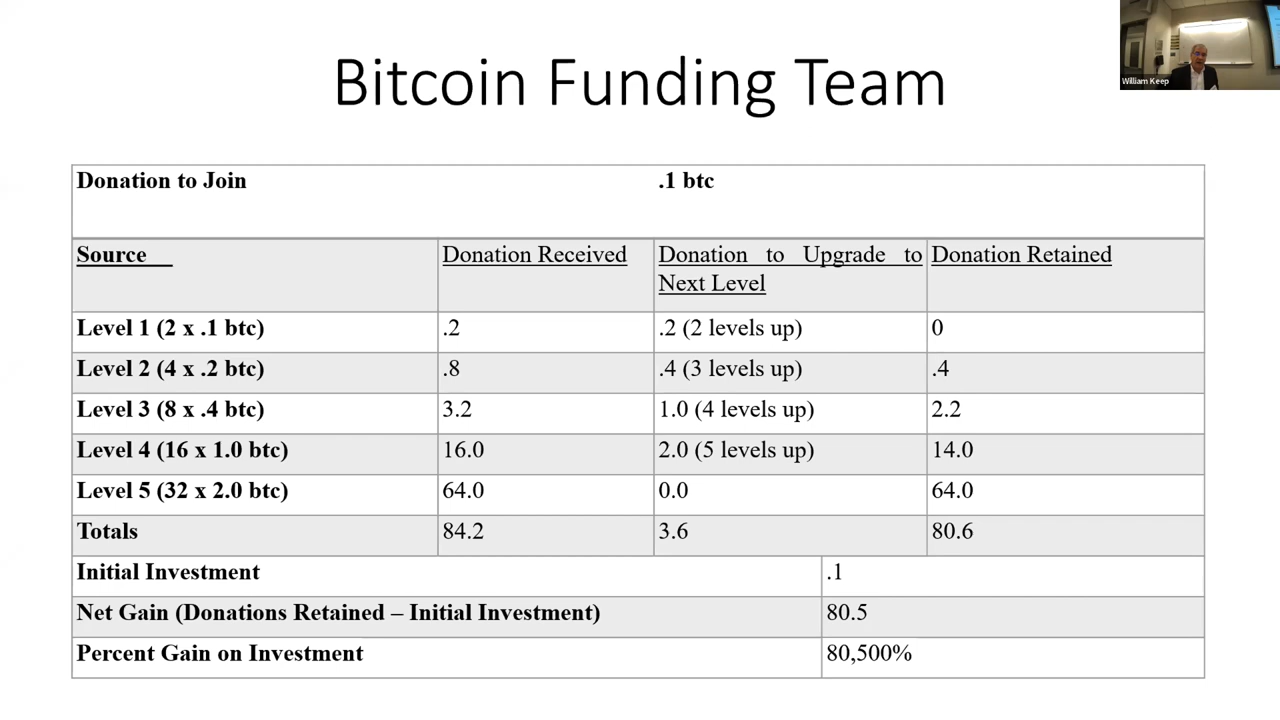 William Keep
Bitcoin Funding Team
Donation to Join .1 btc
Source Donation Received Donation to Upgrade to Donation Retained
Next Level
Level 1 (2 x .1 btc) .2 .2 (2 levels up) 0
Level 2 (4 x .2 btc) .8 .4 (3 levels up) .4
Level 3 (8 x .4 btc) 3.2 1.0 (4 levels up) 2.2
Level 4 (16 x 1.0 btc) 16.0 2.0 (5 levels up) 14.0
Level 5 (32 x 2.0 btc) 64.0 0.0 64.0
Totals 84.2 3.6 80.6
Initial Investment .1
Net Gain (Donations Retained – Initial Investment) 80.5
Percent Gain on Investment 80,500%